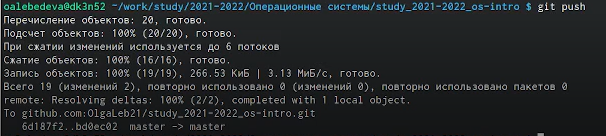 oalebedeva@dk3n52 ~/work/study/2021-2022/Операционные системы/study_2021-2022_os-intro $ git push
Перечисление объектов: 20, готово.
Подсчет объектов: 100% (20/20), готово.
При сжатии изменений используется до 6 потоков
Сжатие объектов: 100% (16/16), готово.
Запись объектов: 100% (19/19), 266.53 КиБ | 3.13 МиБ/с, готово.
Всего 19 (изменений 2), повторно использовано 0 (изменений 0), повторно использовано пакетов 0
remote: Resolving deltas: 100% (2/2), completed with 1 local object.
To github.com:OlgaLeb21/study_2021-2022_os-intro.git
6d187f2..bd0ec02  master -> master